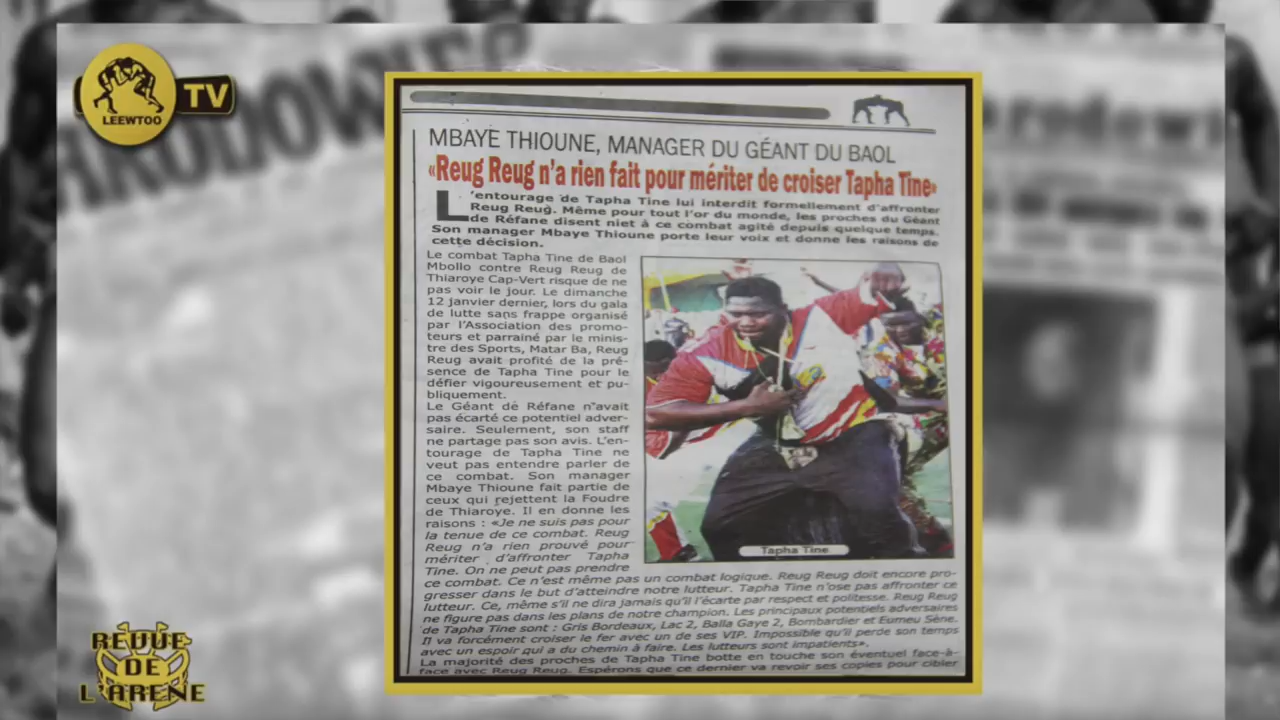 LEEWTOO
TV
MBAYE THIOUNE, MANAGER DU GÉANT DU BAOL
«Reug Reug n'a rien fait pour mériter de croiser Tapha Tine»
L'entourage de Tapha Tine lui interdit formellement d'affronter
Reug Reug. Même pour tout l'or du monde, les proches du Géant
de Réfane disent niet à ce combat agité depuis quelque temps.
Son manager Mbaye Thioune porte leur voix et donne les raisons de
cette décision.
Le combat Tapha Tine de Baol
Mbollo contre Reug Reug de
Thiaroye Cap-Vert risque de ne
pas voir le jour. Le dimanche
12 janvier dernier, lors du gala
de lutte sans frappe organisé
par l'Association des promo-
teurs et parrainé par le minis-
tre des Sports, Matar Ba, Reug
Reug avait profité de la pré-
sence de Tapha Tine pour le
défier vigoureusement et pu-
bliquement.
Le Géant de Réfane n'avait
pas écarté ce potentiel adver-
saire. Seulement, son staff
ne partage pas son avis. L'en-
tourage de Tapha Tine ne
veut pas entendre parler de
ce combat. Son manager
Mbaye Thioune fait partie de
ceux qui rejettent la Foudre
de Thiaroye. Il en donne les
raisons : «Je ne suis pas pour
la tenue de ce combat. Reug
Reug n'a rien prouvé pour
mériter d'affronter Tapha
Tine. On ne peut pas prendre
ce combat. Ce n'est même pas un combat logique. Reug Reug doit encore pro-
gresser dans le but d'atteindre notre lutteur. Tapha Tine n'ose pas affronter ce
lutteur. Ce, même s'il ne dira jamais qu'il l'écarte par respect et politesse. Reug Reug
ne figure pas dans les plans de notre champion. Les principaux potentiels adversaires
de Tapha Tine sont : Gris Bordeaux, Lac 2, Balla Gaye 2, Bombardier et Eumeu Sène.
Il va forcément croiser le fer avec un de ses VIP. Impossible qu'il perde son temps
avec un espoir qui a du chemin à faire. Les lutteurs sont impatients».
La majorité des proches de Tapha Tine botte en touche son éventuel face-à-
face avec Reug Reug. Espérons que ce dernier va revoir ses copies pour cibler
Tapha Tine
REVUE
DE
L'ARENE